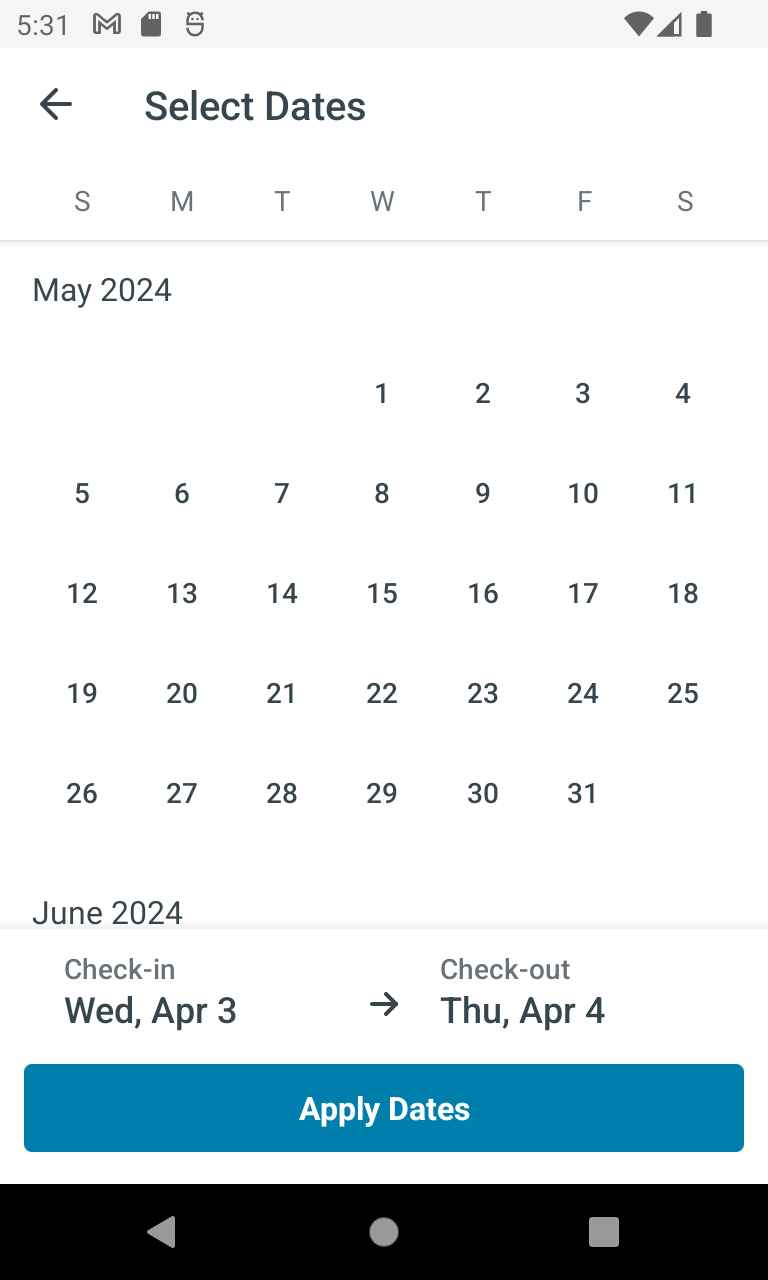 5:31
Select Dates
S M T W T F S
May 2024
1 2 3 4
5 6 7 8 9 10 11
12 13 14 15 16 17 18
19 20 21 22 23 24 25
26 27 28 29 30 31
June 2024
Check-in Check-out
Wed, Apr 3 Thu, Apr 4
Apply Dates